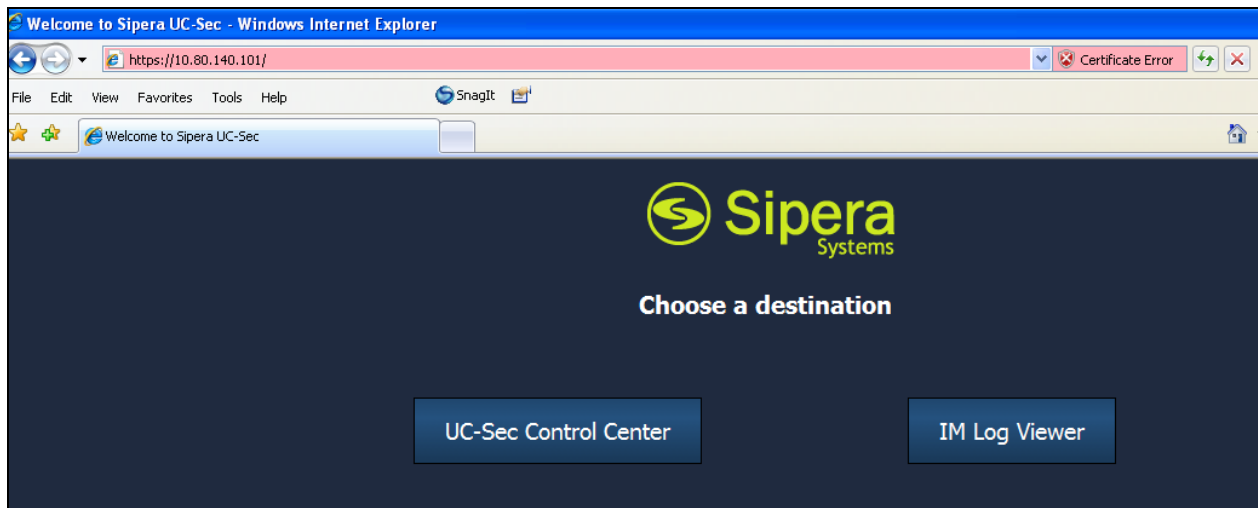 Welcome to Sipera UC-Sec - Windows Internet Explorer
https://10.80.140.101/
Certificate Error
File Edit View Favorites Tools Help
SnagIt
Welcome to Sipera UC-Sec
Sipera
Systems
Choose a destination
UC-Sec Control Center
IM Log Viewer